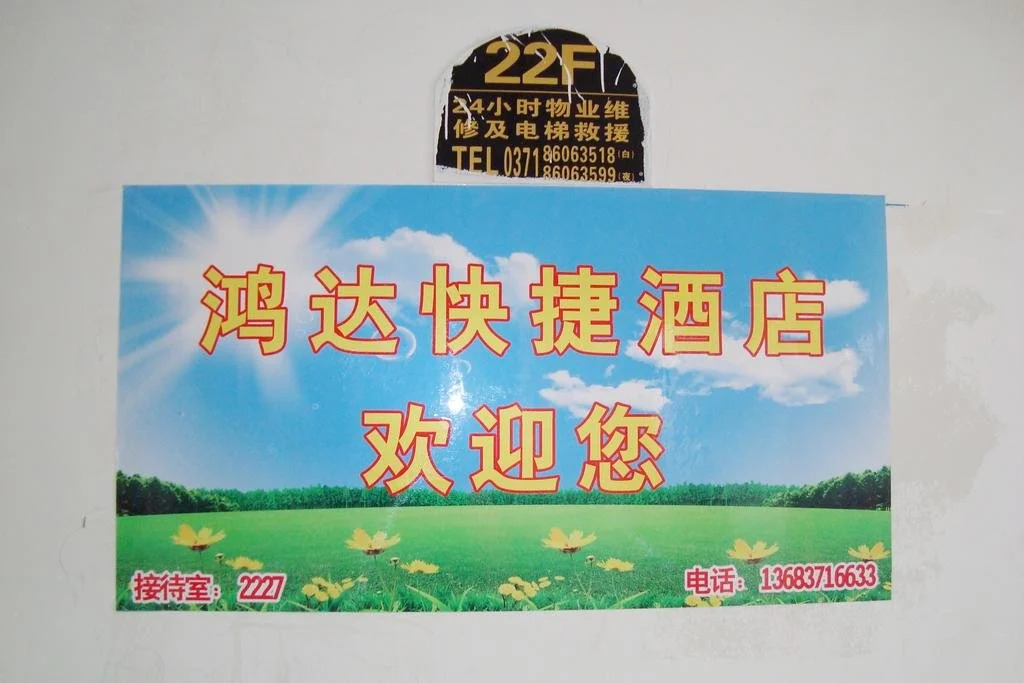 22F
24小时物业维
修及电梯救援
TEL 0371 86063518(白)
86063599(夜)
鸿达快捷酒店
欢迎您
接待室：2227
电话：13683716633